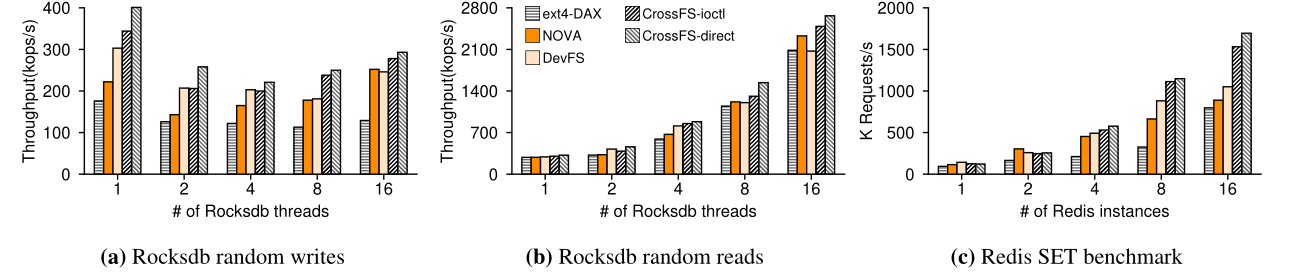 Throughput(kops/s)
400
300
200
100
0
1 2 4 8 16
# of Rocksdb threads
(a) Rocksdb random writes
Throughput(kops/s)
2800
2100
1400
700
0
ext4-DAX
NOVA
DevFS
CrossFS-ioctl
CrossFS-direct
1 2 4 8 16
# of Rocksdb threads
(b) Rocksdb random reads
K Requests/s
2000
1500
1000
500
0
1 2 4 8 16
# of Redis instances
(c) Redis SET benchmark